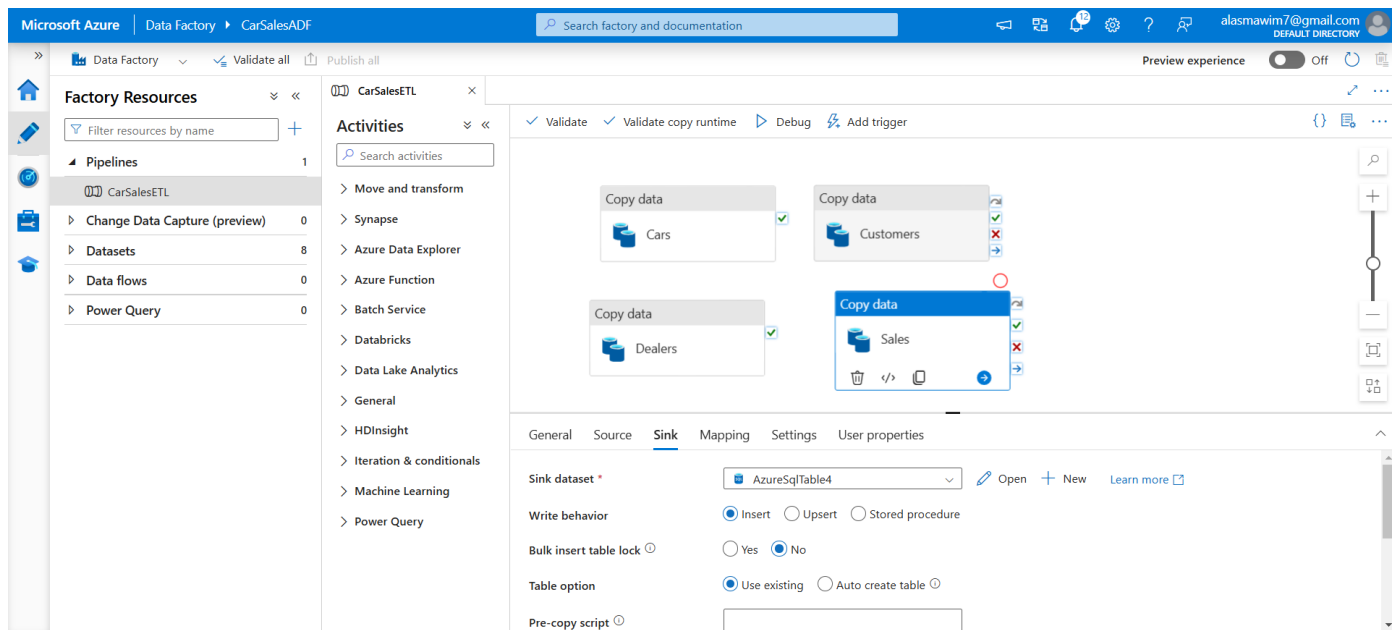 Microsoft Azure Data Factory CarSalesADF Search factory and documentation 12 alasmawim7@gmail.com
DEFAULT DIRECTORY
» Data Factory Validate all Publish all Preview experience Off
Factory Resources
Filter resources by name
Pipelines 1
CarSalesETL
Change Data Capture (preview) 0
Datasets 8
Data flows 0
Power Query 0
CarSalesETL
Activities
Search activities
Move and transform
Synapse
Azure Data Explorer
Azure Function
Batch Service
Databricks
Data Lake Analytics
General
HDInsight
Iteration & conditionals
Machine Learning
Power Query
Validate Validate copy runtime Debug Add trigger
Copy data
Cars
Copy data
Customers
Copy data
Dealers
Copy data
Sales
General Source Sink Mapping Settings User properties
Sink dataset * AzureSqlTable4 Open New Learn more
Write behavior Insert Upsert Stored procedure
Bulk insert table lock Yes No
Table option Use existing Auto create table
Pre-copy script